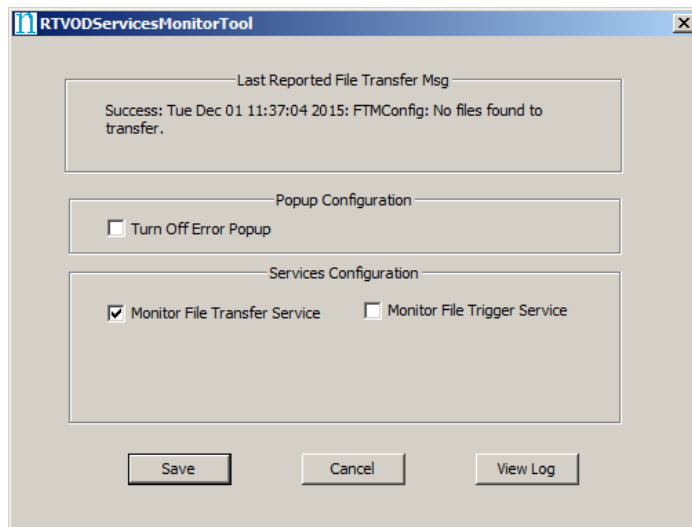 n RTVODServicesMonitorTool
Last Reported File Transfer Msg
Success: Tue Dec 01 11:37:04 2015: FTMConfig: No files found to
transfer.
Popup Configuration
Turn Off Error Popup
Services Configuration
Monitor File Transfer Service
Monitor File Trigger Service
Save
Cancel
View Log